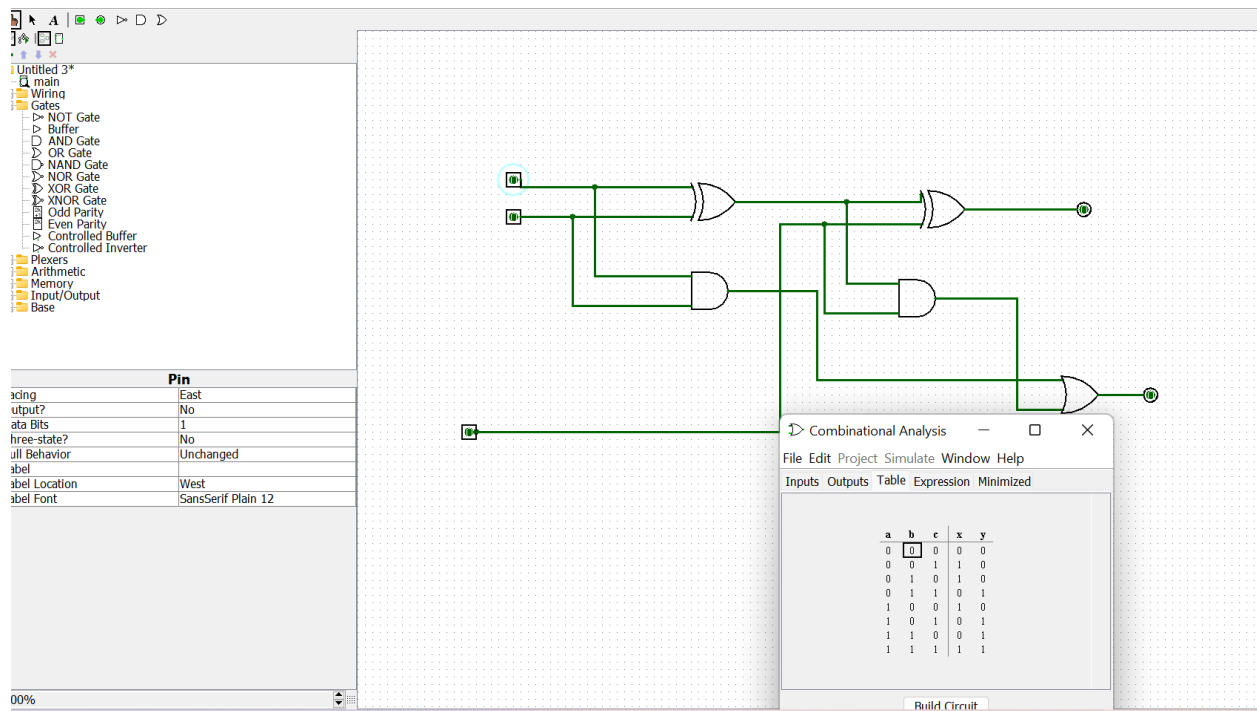 A
Untitled 3*
main
Wiring
Gates
NOT Gate
Buffer
AND Gate
OR Gate
NAND Gate
NOR Gate
XOR Gate
XNOR Gate
Odd Parity
Even Parity
Controlled Buffer
Controlled Inverter
Plexers
Arithmetic
Memory
Input/Output
Base
Pin
acing East
utput? No
ata Bits 1
hree-state? No
ull Behavior Unchanged
abel
abel Location West
abel Font SansSerif Plain 12
00%
Combinational Analysis
File Edit Project Simulate Window Help
Inputs Outputs Table Expression Minimized
a b c x y
0 0 0 0 0
0 0 1 1 0
0 1 0 1 0
0 1 1 0 1
1 0 0 1 0
1 0 1 0 1
1 1 0 0 1
1 1 1 1 1
Build Circuit